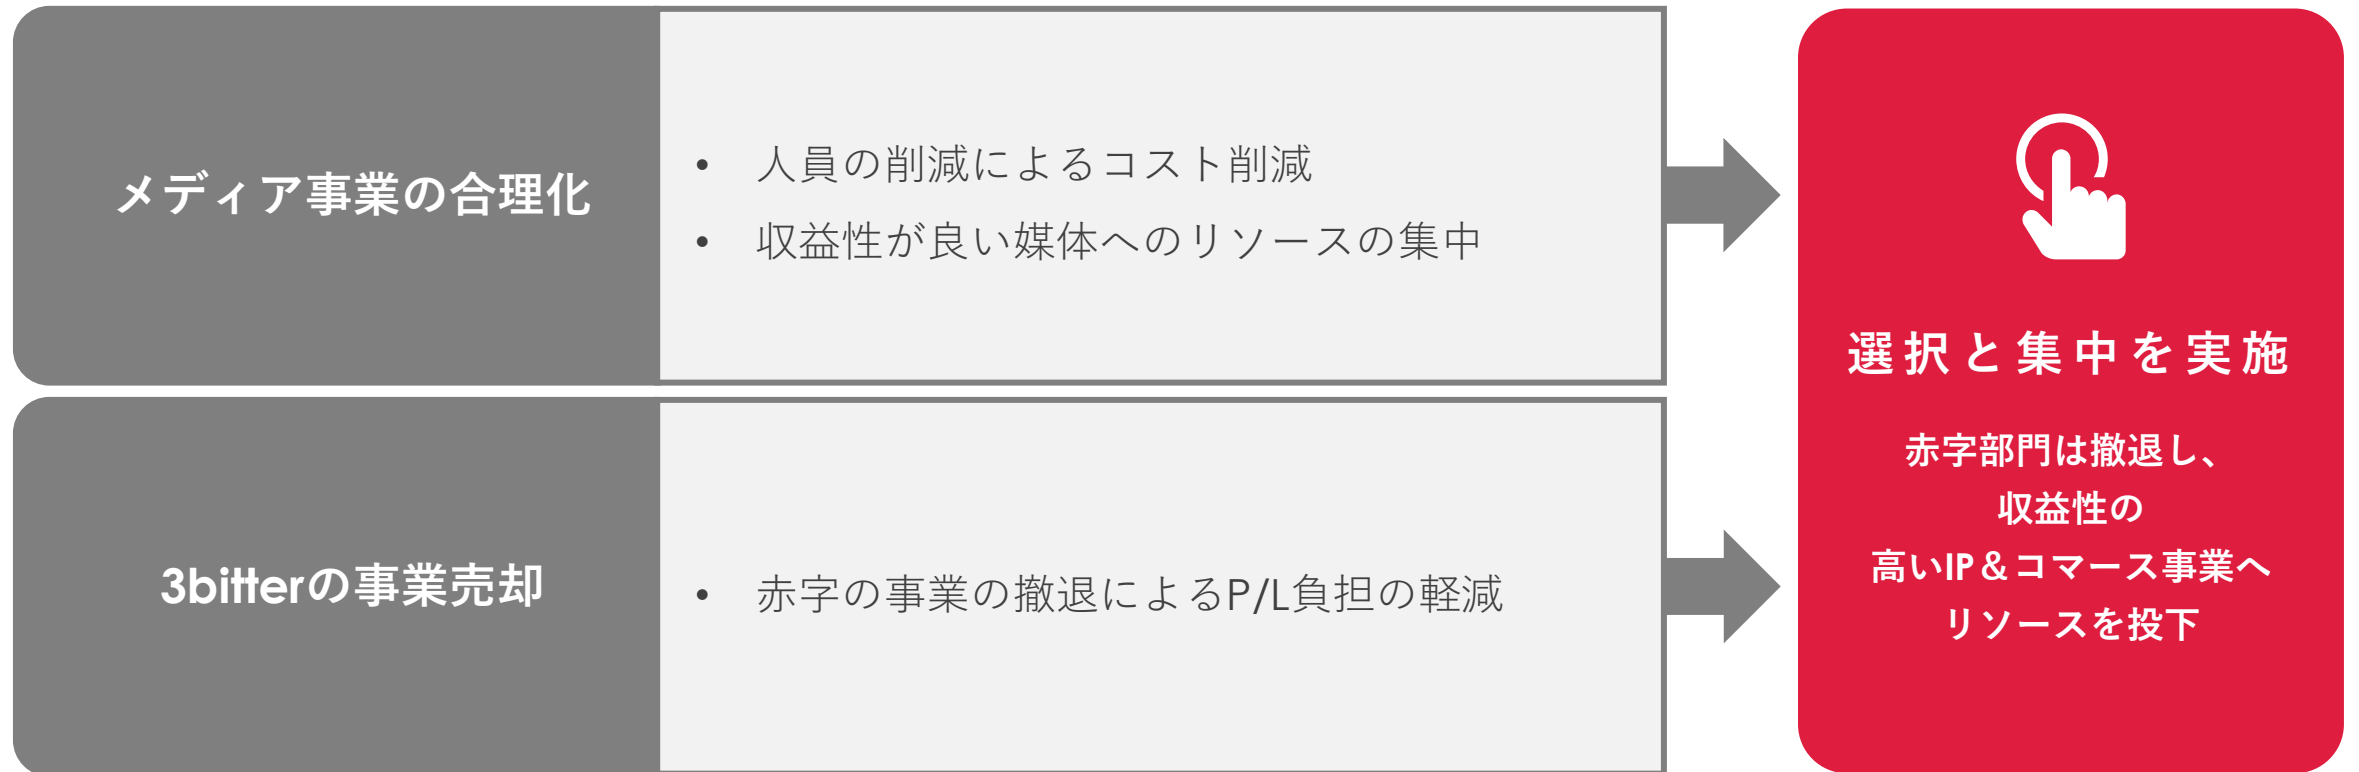 メディア事業の合理化
• 人員の削減によるコスト削減
• 収益性が良い媒体へのリソースの集中
3bitterの事業売却
• 赤字の事業の撤退によるP/L負担の軽減
選択と集中を実施
赤字部門は撤退し、
収益性の
高いIP＆コマース事業へ
リソースを投下